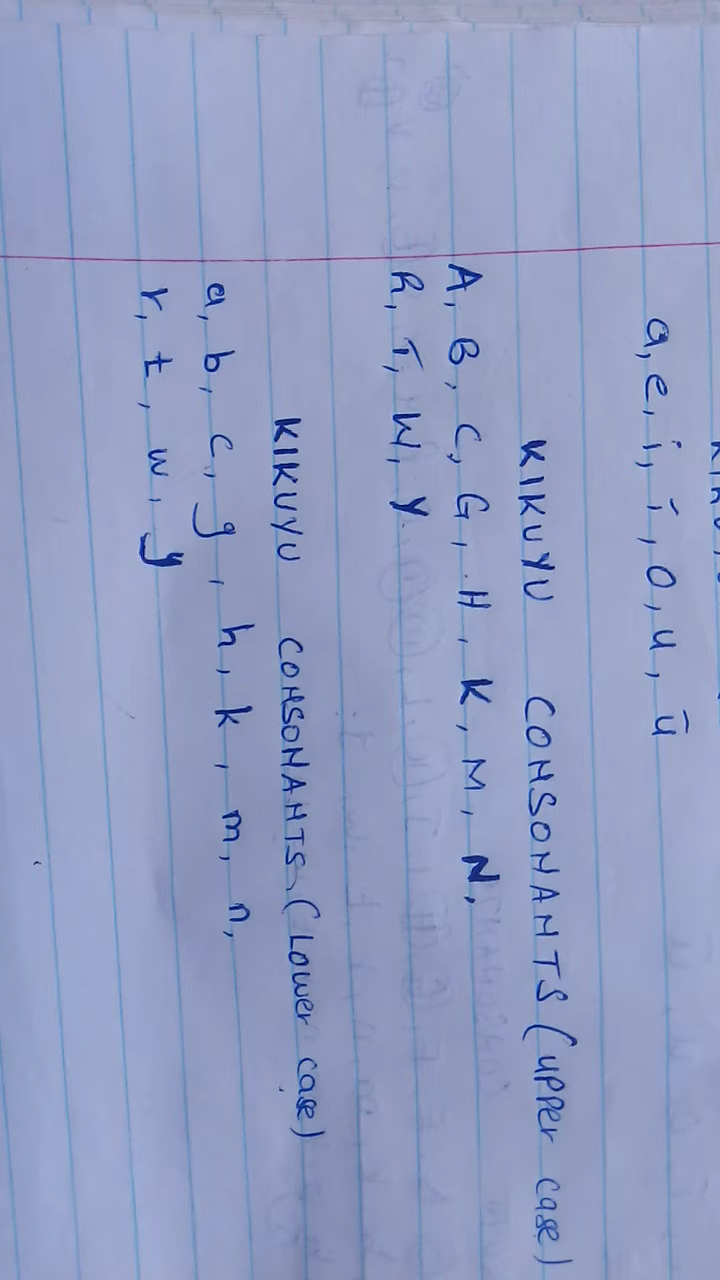 a, e, i, ĩ, o, u, ũ
KIKUYU CONSONANTS (upper case)
A, B, C, G, H, K, M, N,
R, T, W, Y.
KIKUYU CONSONANTS (Lower case)
a, b, c, g, h, k, m, n,
r, t, w, y